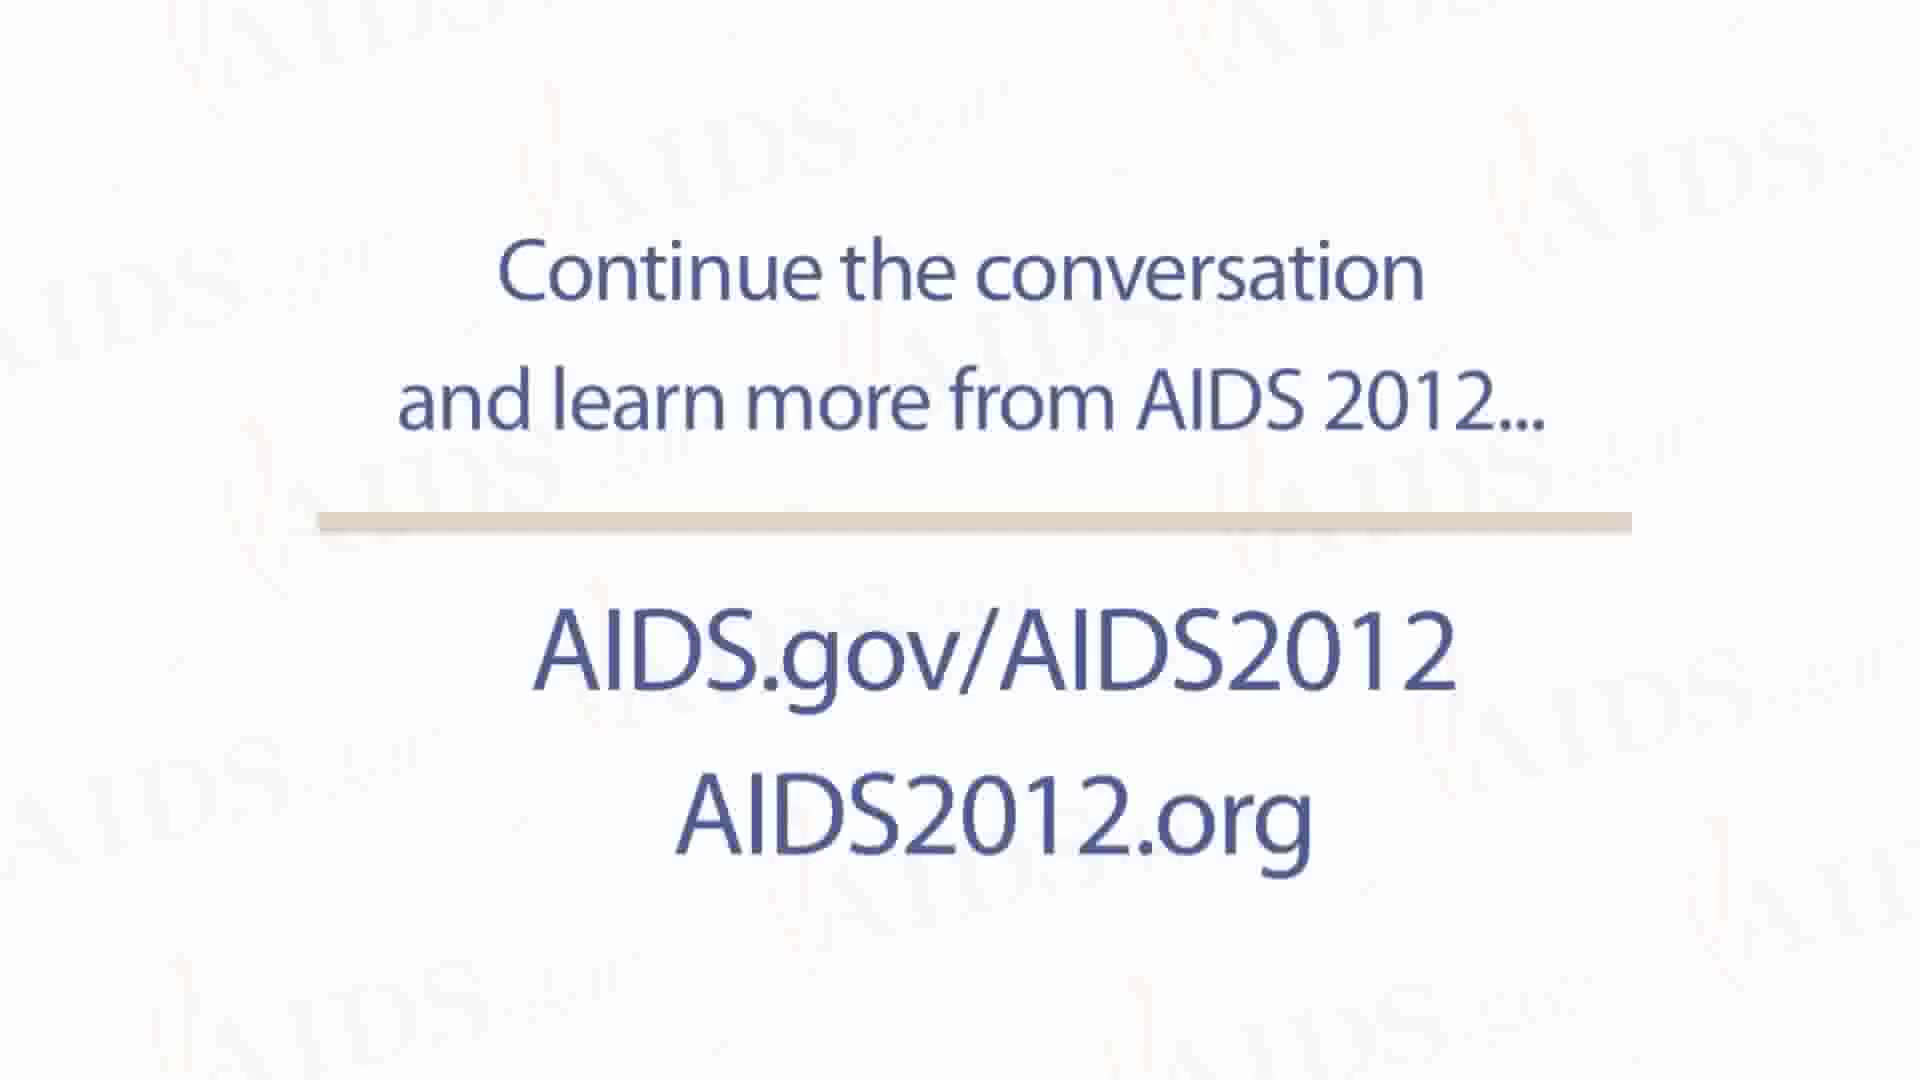 Continue the conversation
and learn more from AIDS 2012...
AIDS.gov/AIDS2012
AIDS2012.org